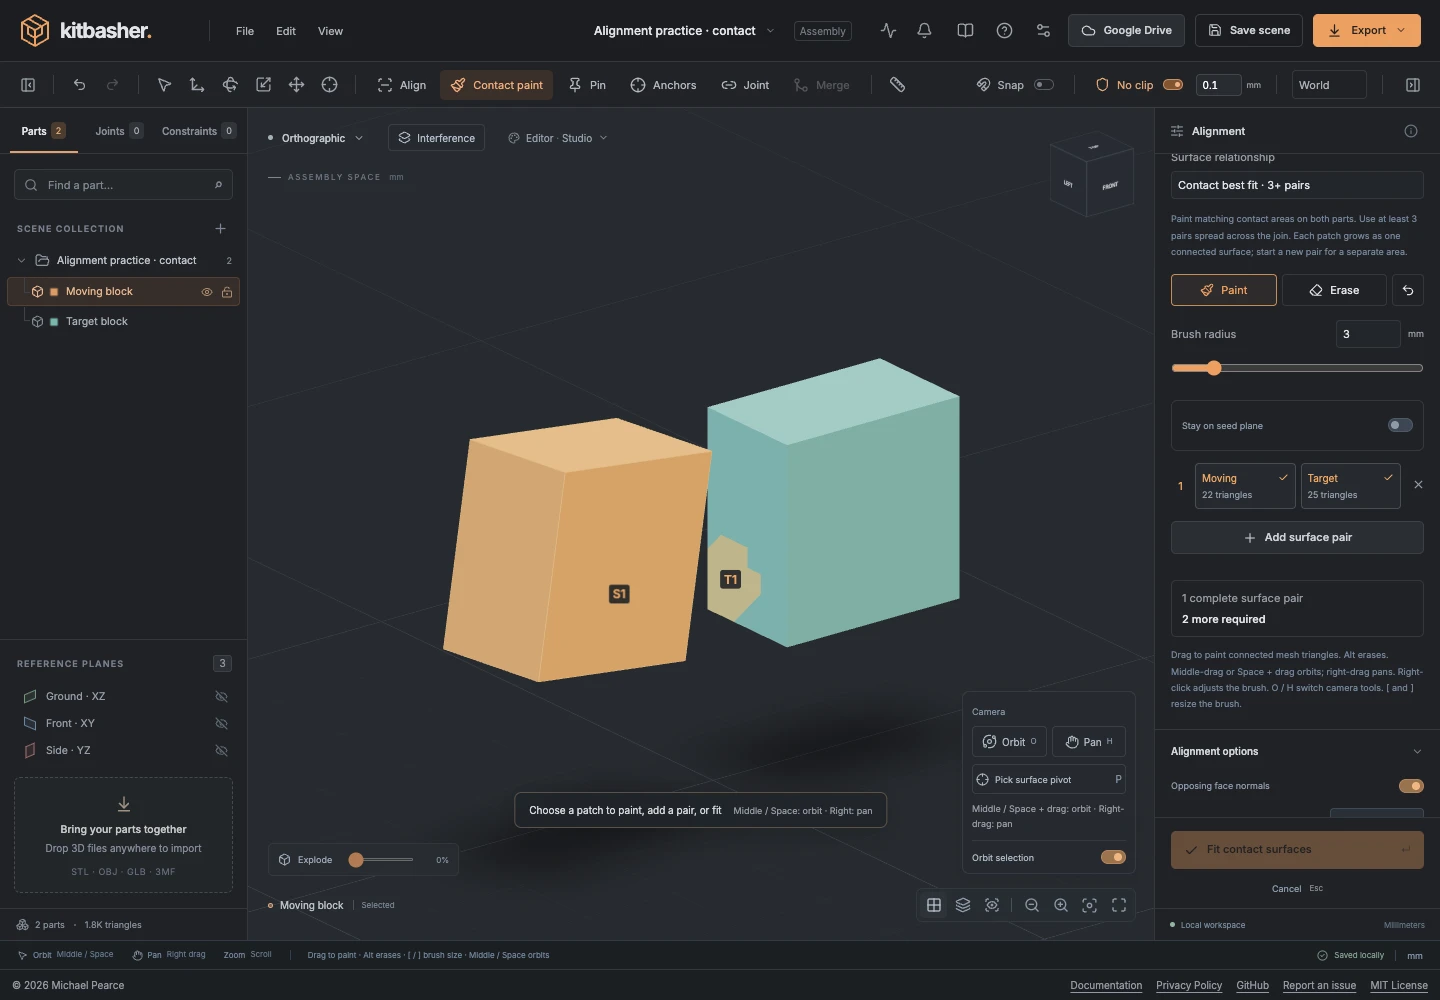 kitbasher.
File
Edit
View
Alignment practice · contact
Assembly
Google Drive
Save scene
Export
Align
Contact paint
Pin
Anchors
Joint
Merge
Snap
No clip
0.1
mm
World
Parts 2
Joints 0
Constraints 0
Find a part...
SCENE COLLECTION
Alignment practice · contact 2
Moving block
Target block
REFERENCE PLANES 3
Ground · XZ
Front · XY
Side · YZ
Bring your parts together
Drop 3D files anywhere to import
STL · OBJ · GLB · 3MF
2 parts · 1.8K triangles
Orthographic
Interference
Editor · Studio
ASSEMBLY SPACE mm
FRONT
S1
T1
Camera
Orbit O
Pan H
Pick surface pivot P
Middle / Space + drag: orbit · Right-
drag: pan
Orbit selection
Choose a patch to paint, add a pair, or fit Middle / Space: orbit · Right: pan
Explode 0%
Moving block Selected
Alignment
Surface relationship
Contact best fit · 3+ pairs
Paint matching contact areas on both parts. Use at least 3
pairs spread across the join. Each patch grows as one
connected surface; start a new pair for a separate area.
Paint
Erase
Brush radius 3 mm
Stay on seed plane
1
Moving
22 triangles
Target
25 triangles
Add surface pair
1 complete surface pair
2 more required
Drag to paint connected mesh triangles. Alt erases.
Middle-drag or Space + drag orbits; right-drag pans. Right-
click adjusts the brush. O / H switch camera tools. [ and ]
resize the brush.
Alignment options
Opposing face normals
Fit contact surfaces
Cancel Esc
Local workspace Millimeters
Orbit Middle / Space
Pan Right drag
Zoom Scroll
Drag to paint · Alt erases · [ / ] brush size · Middle / Space orbits
Saved locally
mm
© 2026 Michael Pearce
Documentation
Privacy Policy
GitHub
Report an issue
MIT License